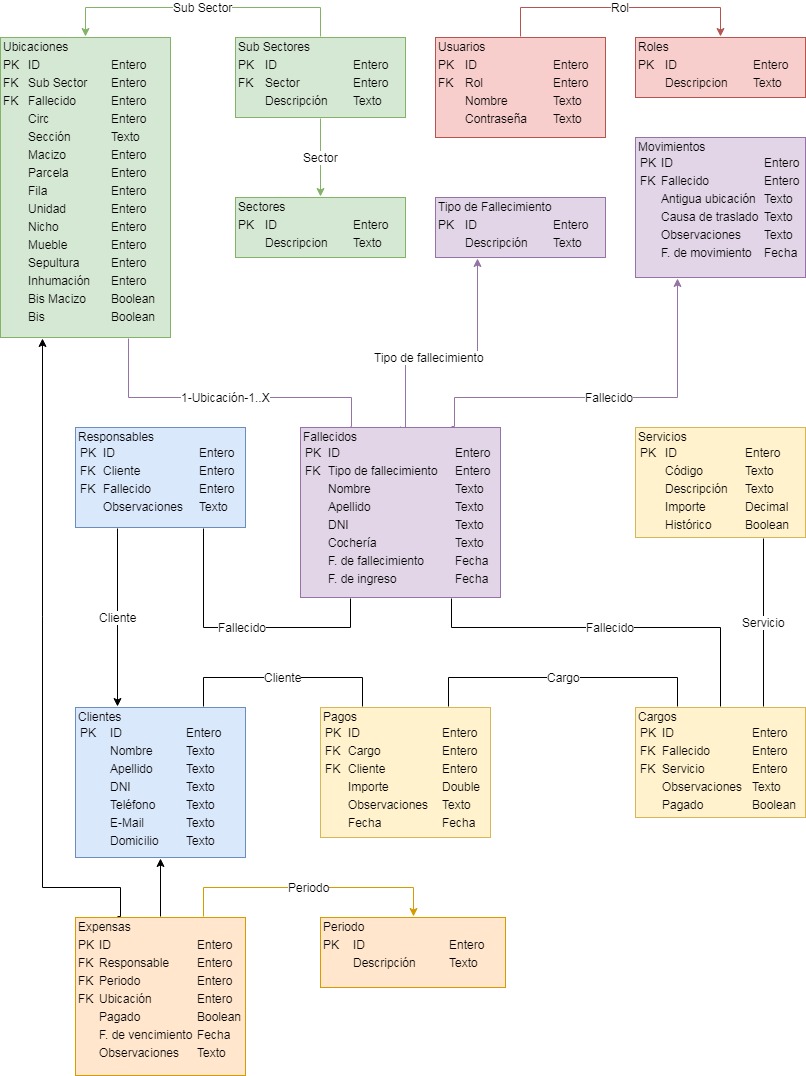 Sub Sector
Rol
Ubicaciones
PK ID Entero
FK Sub Sector Entero
FK Fallecido Entero
Circ Entero
Sección Texto
Macizo Entero
Parcela Entero
Fila Entero
Unidad Entero
Nicho Entero
Mueble Entero
Sepultura Entero
Inhumación Entero
Bis Macizo Boolean
Bis Boolean
Sub Sectores
PK ID Entero
FK Sector Entero
Descripción Texto
Sector
Sectores
PK ID Entero
Descripcion Texto
Usuarios
PK ID Entero
FK Rol Entero
Nombre Texto
Contraseña Texto
Roles
PK ID Entero
Descripcion Texto
Tipo de Fallecimiento
PK ID Entero
Descripción Texto
Movimientos
PK ID Entero
FK Fallecido Entero
Antigua ubicación Texto
Causa de traslado Texto
Observaciones Texto
F. de movimiento Fecha
Tipo de fallecimiento
1-Ubicación-1..X
Fallecido
Responsables
PK ID Entero
FK Cliente Entero
FK Fallecido Entero
Observaciones Texto
Fallecidos
PK ID Entero
FK Tipo de fallecimiento Entero
Nombre Texto
Apellido Texto
DNI Texto
Cochería Texto
F. de fallecimiento Fecha
F. de ingreso Fecha
Servicios
PK ID Entero
Código Texto
Descripción Texto
Importe Decimal
Histórico Boolean
Cliente
Fallecido
Fallecido
Servicio
Cliente
Cargo
Clientes
PK ID Entero
Nombre Texto
Apellido Texto
DNI Texto
Teléfono Texto
E-Mail Texto
Domicilio Texto
Pagos
PK ID Entero
FK Cargo Entero
FK Cliente Entero
Importe Double
Observaciones Texto
Fecha Fecha
Cargos
PK ID Entero
FK Fallecido Entero
FK Servicio Entero
Observaciones Texto
Pagado Boolean
Periodo
Expensas
PK ID Entero
FK Responsable Entero
FK Periodo Entero
FK Ubicación Entero
Pagado Boolean
F. de vencimiento Fecha
Observaciones Texto
Periodo
PK ID Entero
Descripción Texto